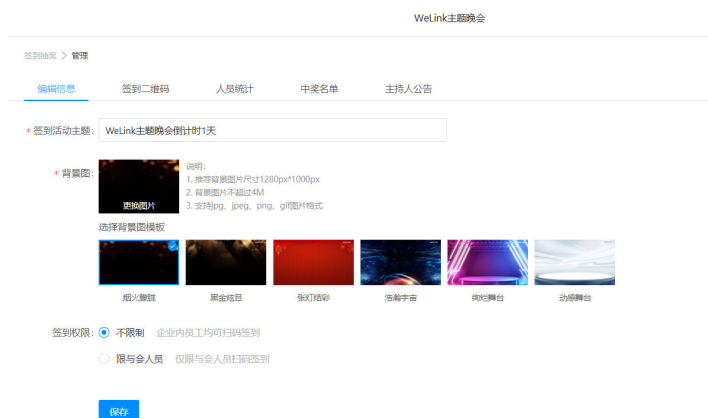 WeLink主题晚会
签到抽奖 > 管理
编辑信息 签到二维码 人员统计 中奖名单 主持人公告
* 签到活动主题: WeLink主题晚会倒计时1天
* 背景图: 更换图片
说明:
1. 推荐背景图片尺寸1280px*1000px
2. 背景图片不超过4M
3. 支持jpg、jpeg、png、gif图片格式
选择背景图模板
烟火朦胧 黑金炫目 张灯结彩 浩瀚宇宙 绚烂舞台 动感舞台
签到权限: 不限制 企业内员工均可扫码签到
限与会人员 仅限与会人员扫码签到
保存